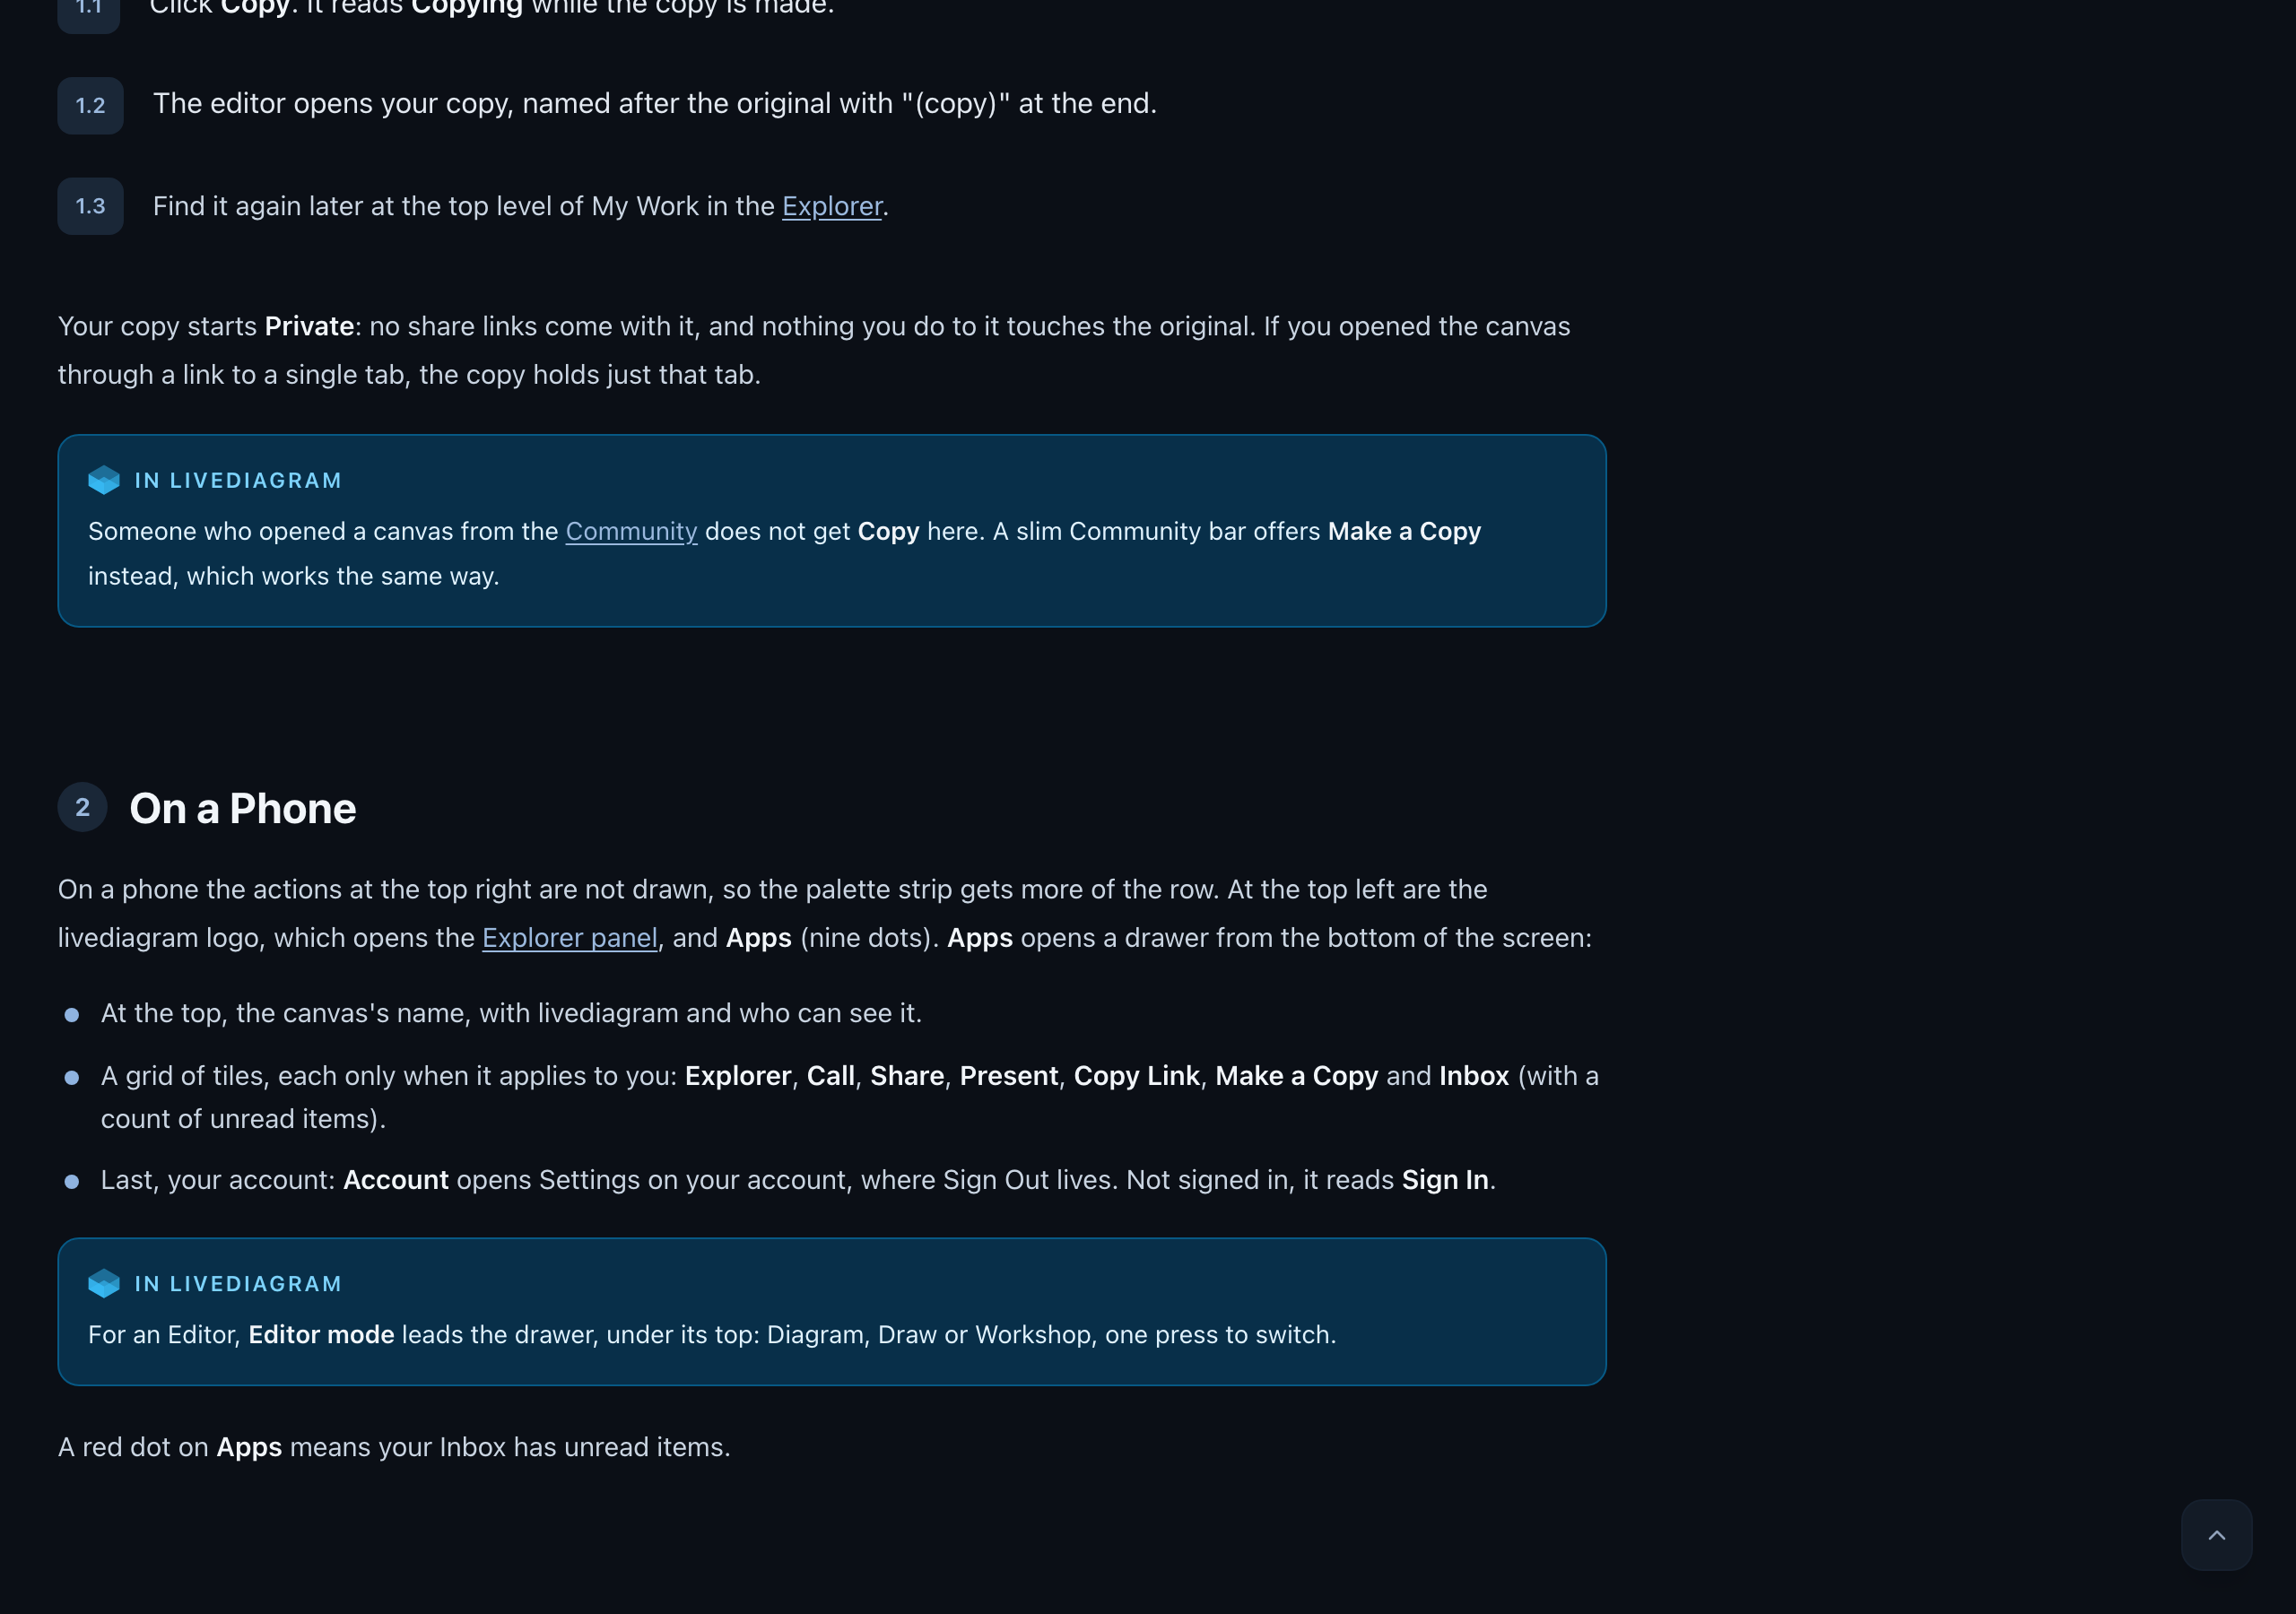 1.1 Click Copy. It reads Copying while the copy is made.
1.2 The editor opens your copy, named after the original with "(copy)" at the end.
1.3 Find it again later at the top level of My Work in the Explorer.
Your copy starts Private: no share links come with it, and nothing you do to it touches the original. If you opened the canvas
through a link to a single tab, the copy holds just that tab.
IN LIVEDIAGRAM
Someone who opened a canvas from the Community does not get Copy here. A slim Community bar offers Make a Copy
instead, which works the same way.
2 On a Phone
On a phone the actions at the top right are not drawn, so the palette strip gets more of the row. At the top left are the
livediagram logo, which opens the Explorer panel, and Apps (nine dots). Apps opens a drawer from the bottom of the screen:
At the top, the canvas's name, with livediagram and who can see it.
A grid of tiles, each only when it applies to you: Explorer, Call, Share, Present, Copy Link, Make a Copy and Inbox (with a
count of unread items).
Last, your account: Account opens Settings on your account, where Sign Out lives. Not signed in, it reads Sign In.
IN LIVEDIAGRAM
For an Editor, Editor mode leads the drawer, under its top: Diagram, Draw or Workshop, one press to switch.
A red dot on Apps means your Inbox has unread items.